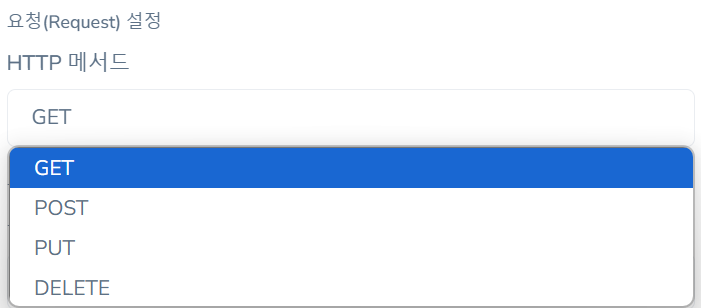 요청(Request) 설정
HTTP 메서드
GET
GET
POST
PUT
DELETE